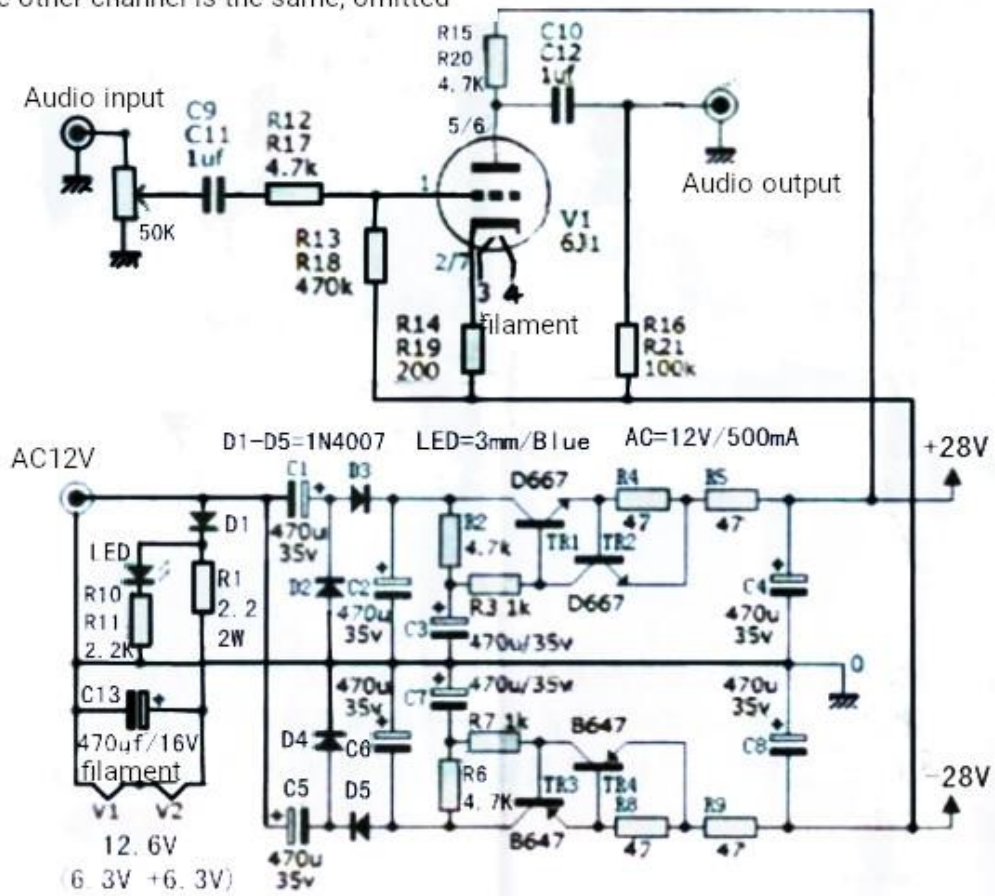 other channel is the same, omitted
R15
R20
4.7K
C10
C12
1uf
Audio input
C9
C11
1uf
R12
R17
4.7k
5/6
1
Audio output
50K
V1
6J1
R13
R18
470k
2/7
3 4
filament
R14
R19
200
R16
R21
100k
D1-D5=1N4007 LED=3mm/Blue AC=12V/500mA
+28V
AC12V
C1
D3
D667
R4
R5
D1
470u
35v
R2
4.7k
TR1
TR2
47
47
LED
R10
R11
2.2K
R1
2.2
2W
D2
C2
470u
35v
R3 1k
D667
C4
470u
35v
C3
470u/35v
0
C13
470uf/16V
filament
470u
35v
C7
470u/35v
470u
35v
D4
C6
R7 1k
B647
C8
R6
4.7K
TR3
TR4
-28V
W1
W2
C5
D5
R8
R9
B647
47
47
470u
35v
12.6V
(6.3V +6.3V)